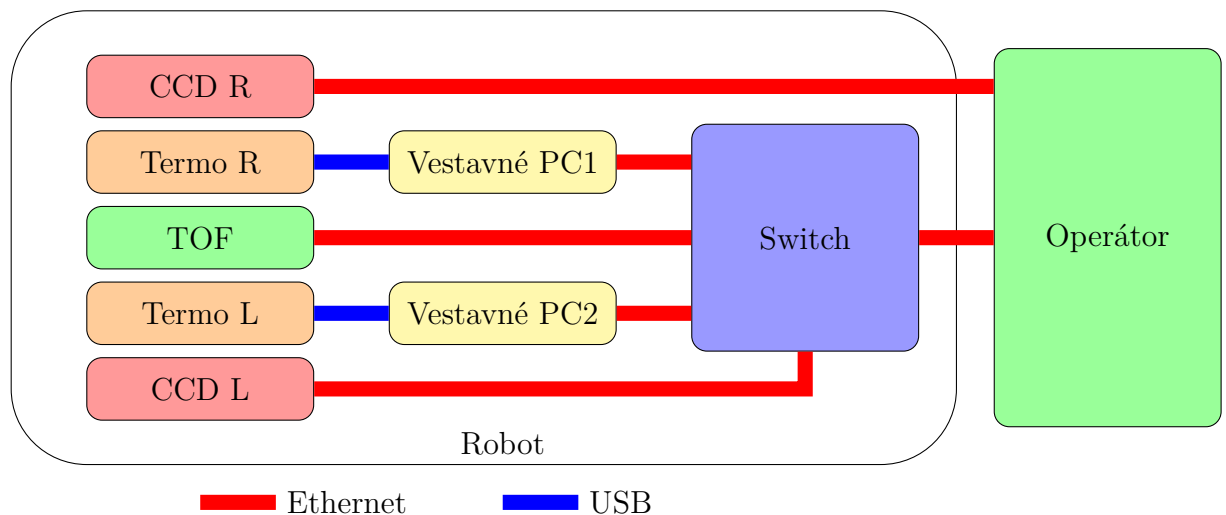 CCD R
Termo R
Vestavné PC1
TOF
Switch
Operátor
Termo L
Vestavné PC2
CCD L
Robot
Ethernet
USB